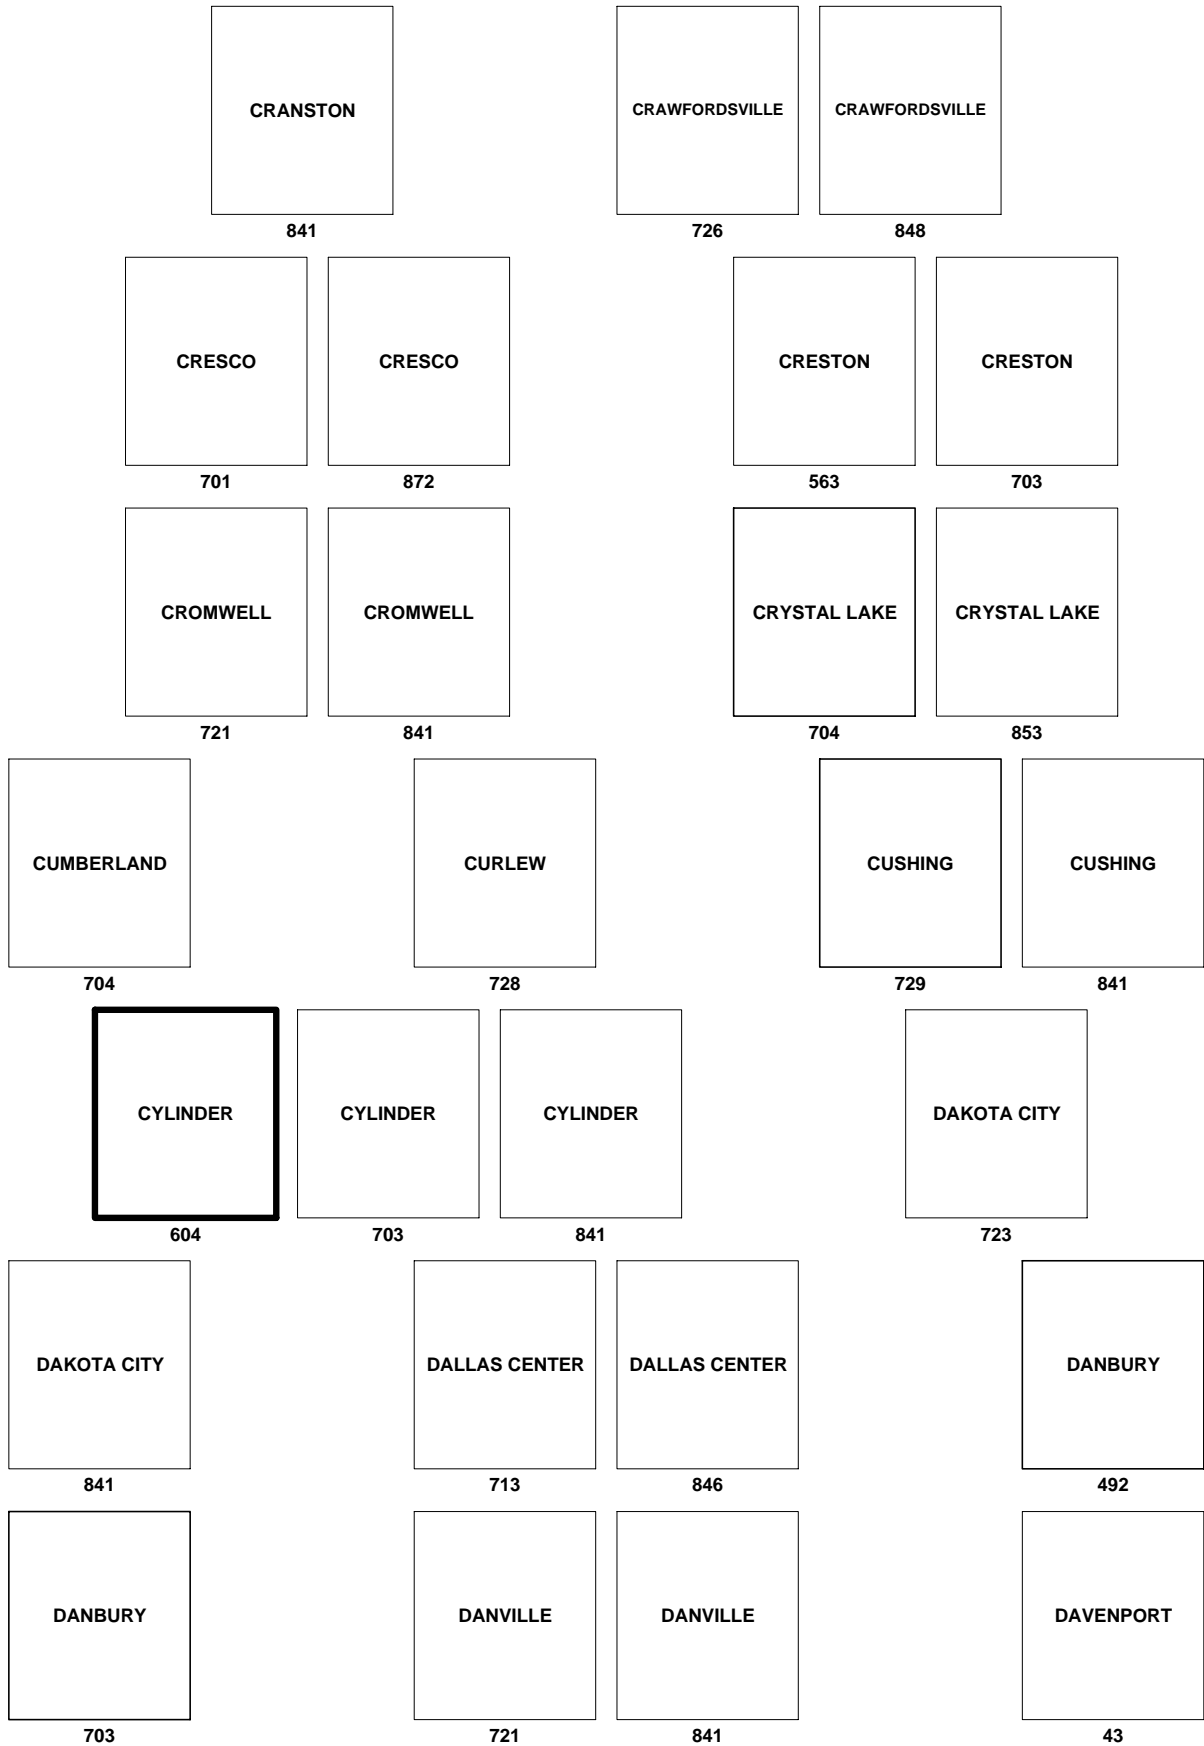 CRANSTON CRAWFORDSVILLE CRAWFORDSVILLE
841 726 848
CRESCO CRESCO CRESTON CRESTON
701 872 563 703
CROMWELL CROMWELL CRYSTAL LAKE CRYSTAL LAKE
721 841 704 853
CUMBERLAND CURLEW CUSHING CUSHING
704 728 729 841
CYLINDER CYLINDER CYLINDER DAKOTA CITY
604 703 841 723
DAKOTA CITY DALLAS CENTER DALLAS CENTER DANBURY
841 713 846 492
DANBURY DANVILLE DANVILLE DAVENPORT
703 721 841 43